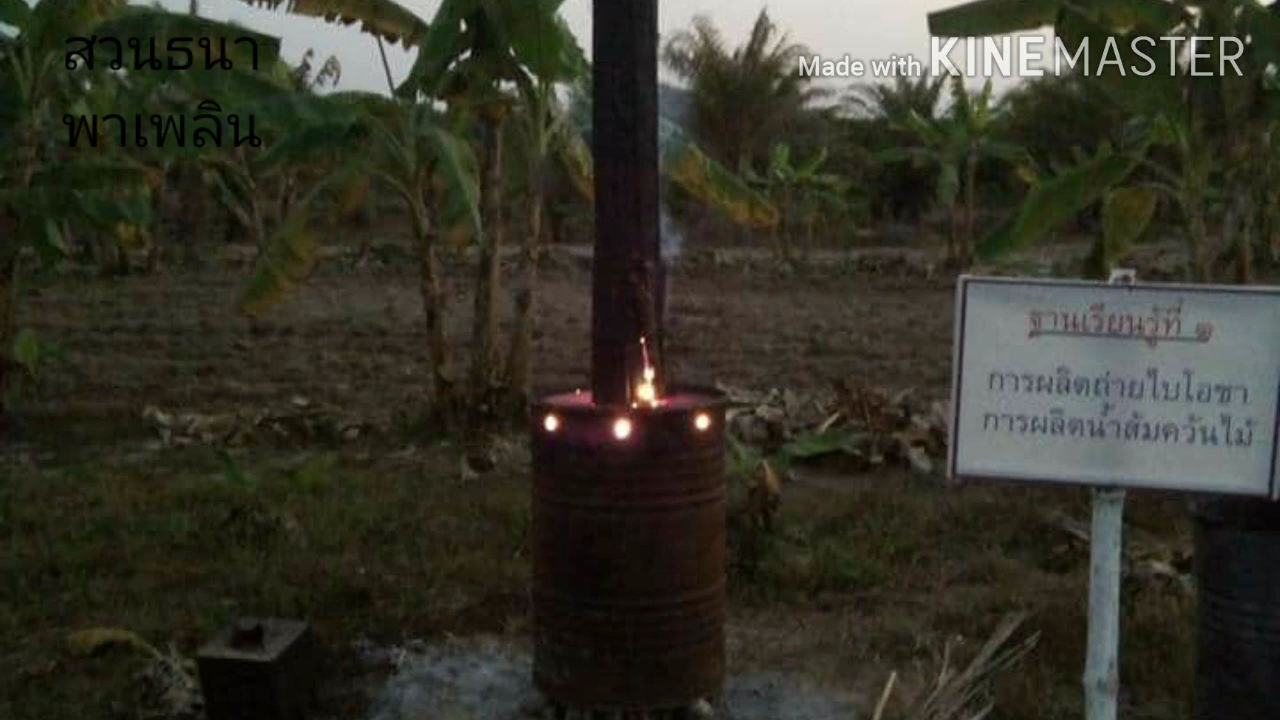 สวนธนา
พาเพลิน
Made with KINEMASTER
ฐานเรียนรู้ที่ ๑
การผลิตถ่ายไบโอชา
การผลิตน้ำส้มควันไม้